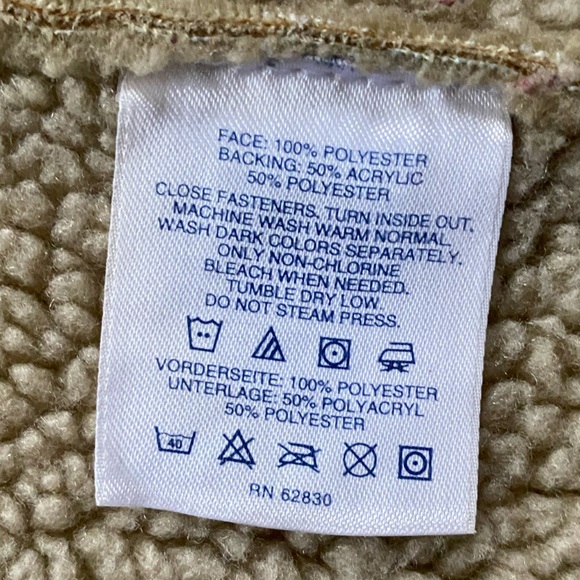 FACE: 100% POLYESTER
BACKING: 50% ACRYLIC
50% POLYESTER
CLOSE FASTENERS. TURN INSIDE OUT.
MACHINE WASH WARM NORMAL.
WASH DARK COLORS SEPARATELY.
ONLY NON-CHLORINE
BLEACH WHEN NEEDED.
TUMBLE DRY LOW.
DO NOT STEAM PRESS.
VORDERSEITE: 100% POLYESTER
UNTERLAGE: 50% POLYACRYL
50% POLYESTER
40
RN 62830